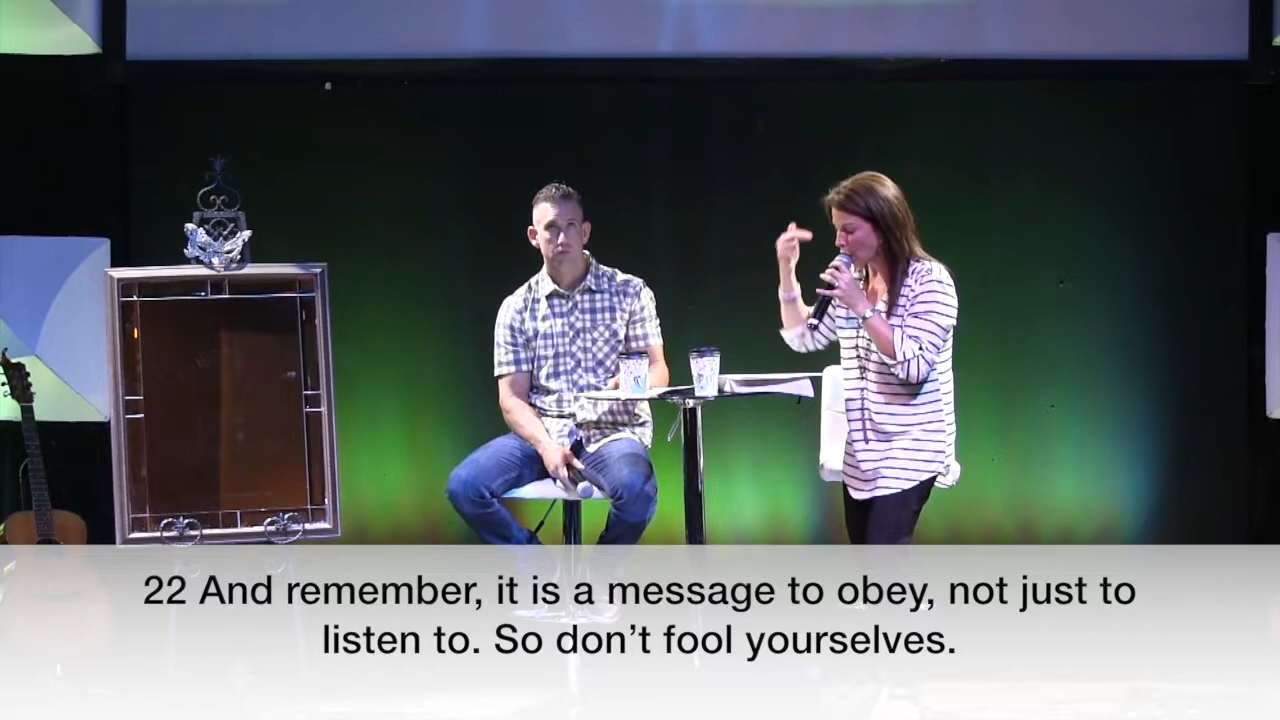 22 And remember, it is a message to obey, not just to
listen to. So don’t fool yourselves.